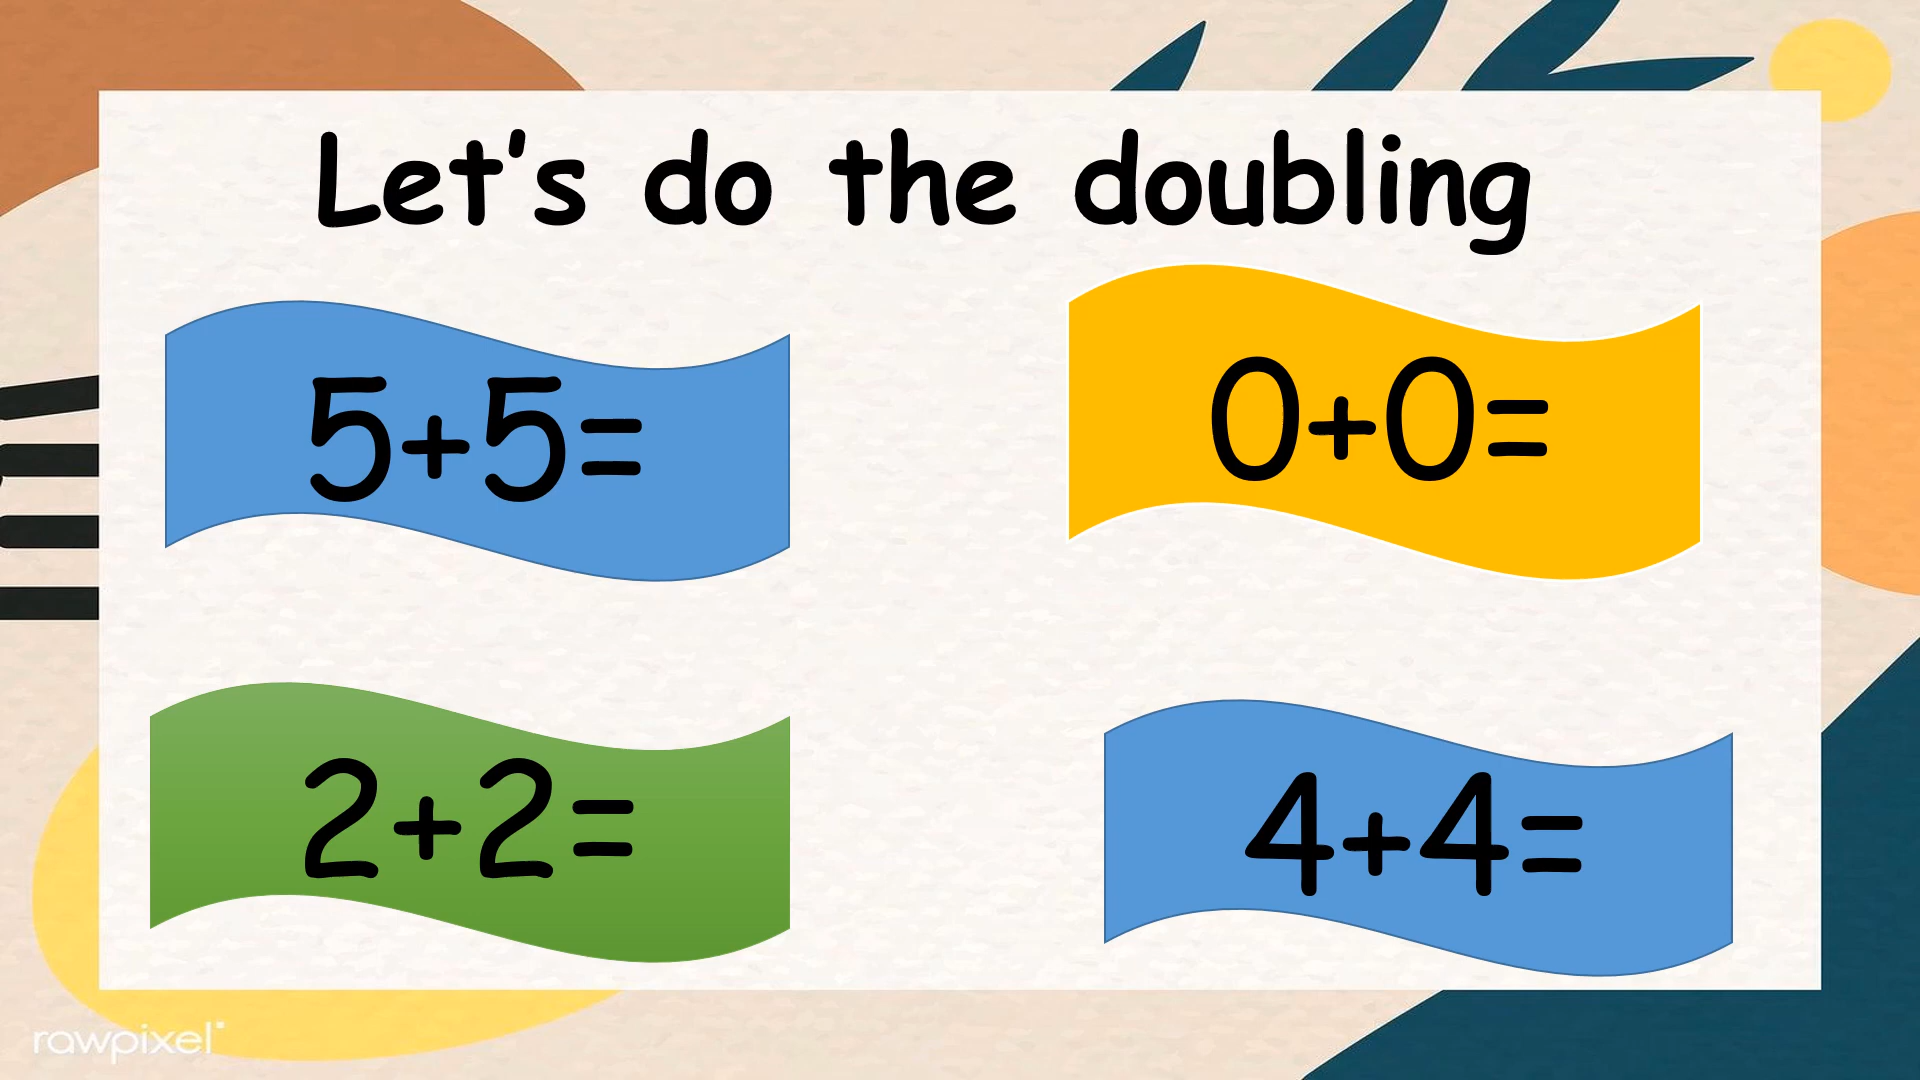 Let's do the doubling
5+5=
0+0=
2+2=
4+4=
rawpixel